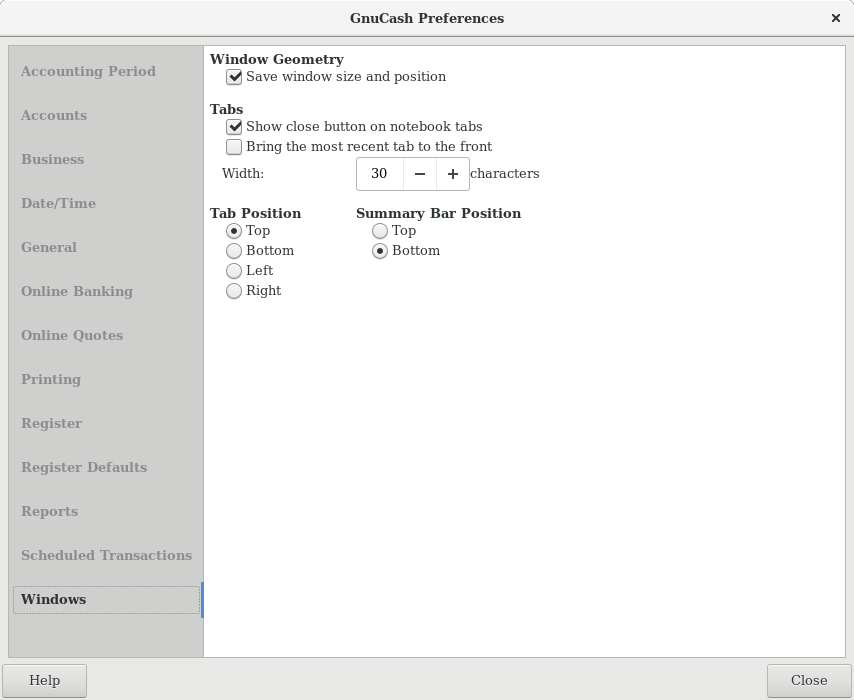 GnuCash Preferences
Accounting Period
Accounts
Business
Date/Time
General
Online Banking
Online Quotes
Printing
Register
Register Defaults
Reports
Scheduled Transactions
Windows
Window Geometry
Save window size and position
Tabs
Show close button on notebook tabs
Bring the most recent tab to the front
Width: 30 characters
Tab Position Summary Bar Position
Top Top
Bottom Bottom
Left
Right
Help Close